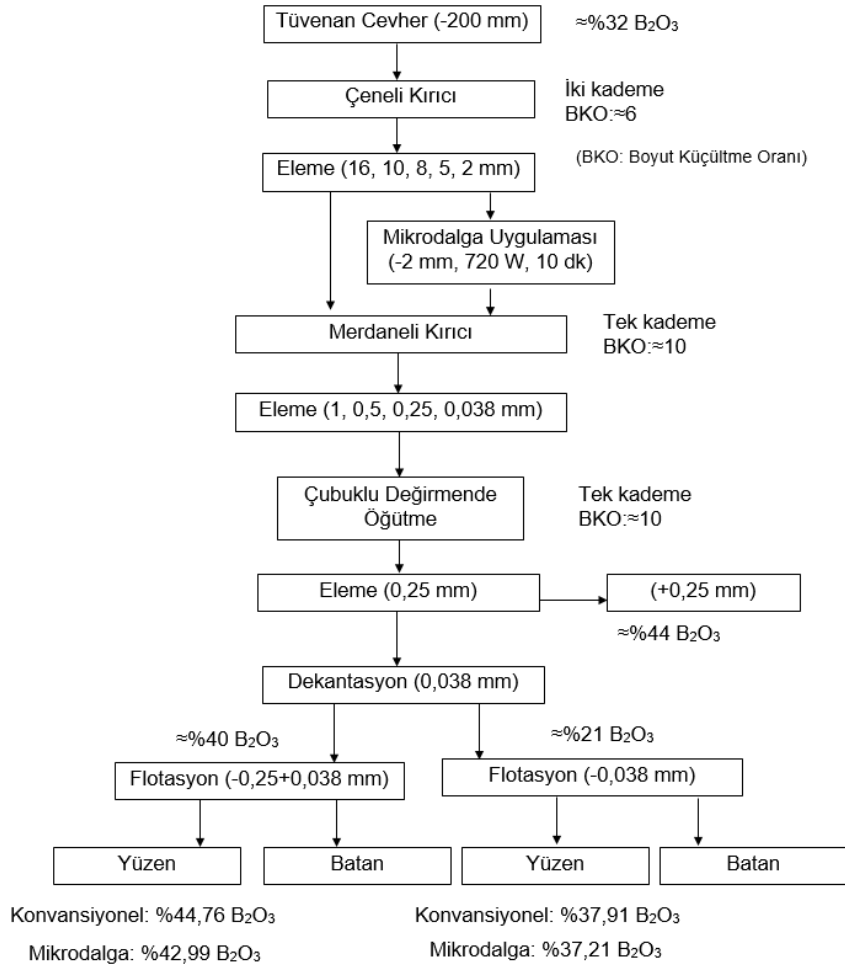 Tüvenan Cevher (-200 mm)
≈%32 B₂O₃
Çeneli Kırıcı
İki kademe
BKO:≈6
Eleme (16, 10, 8, 5, 2 mm)
(BKO: Boyut Küçültme Oranı)
Mikrodalga Uygulaması
(-2 mm, 720 W, 10 dk)
Merdaneli Kırıcı
Tek kademe
BKO:≈10
Eleme (1, 0,5, 0,25, 0,038 mm)
Çubuklu Değirmende
Öğütme
Tek kademe
BKO:≈10
Eleme (0,25 mm)
(+0,25 mm)
≈%44 B₂O₃
Dekantasyon (0,038 mm)
≈%40 B₂O₃
≈%21 B₂O₃
Flotasyon (-0,25+0,038 mm)
Flotasyon (-0,038 mm)
Yüzen
Batan
Yüzen
Batan
Konvansiyonel: %44,76 B₂O₃
Konvansiyonel: %37,91 B₂O₃
Mikrodalga: %42,99 B₂O₃
Mikrodalga: %37,21 B₂O₃